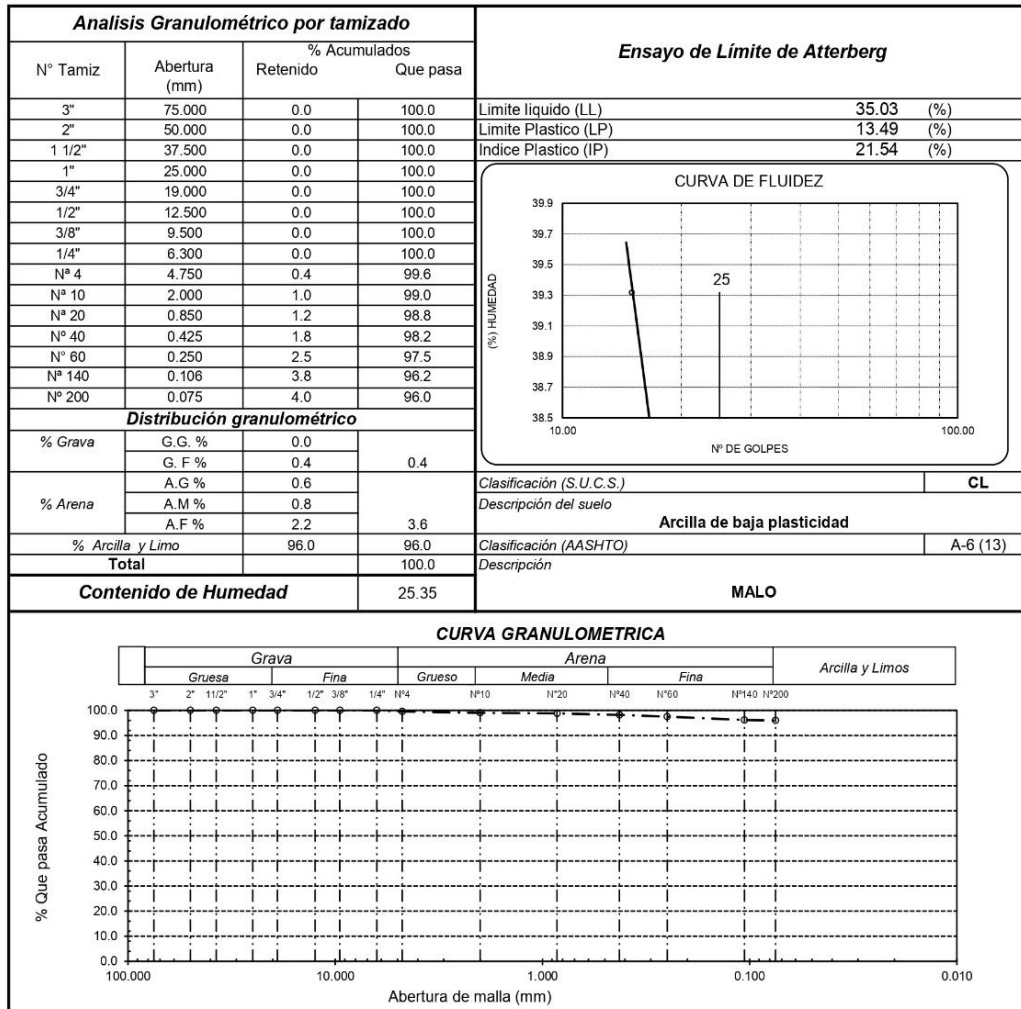 Analisis Granulométrico por tamizado
N° Tamiz Abertura (mm) % Acumulados
Retenido Que pasa
3" 75.000 0.0 100.0
2" 50.000 0.0 100.0
1 1/2" 37.500 0.0 100.0
1" 25.000 0.0 100.0
3/4" 19.000 0.0 100.0
1/2" 12.500 0.0 100.0
3/8" 9.500 0.0 100.0
1/4" 6.300 0.0 100.0
Nª 4 4.750 0.4 99.6
Nª 10 2.000 1.0 99.0
Nª 20 0.850 1.2 98.8
Nº 40 0.425 1.8 98.2
N° 60 0.250 2.5 97.5
Nª 140 0.106 3.8 96.2
Nº 200 0.075 4.0 96.0
Distribución granulométrico
% Grava G.G. % 0.0
G. F % 0.4 0.4
% Arena A.G % 0.6
A.M % 0.8
A.F % 2.2 3.6
% Arcilla y Limo 96.0 96.0
Total 100.0
Contenido de Humedad 25.35
Ensayo de Límite de Atterberg
Limite liquido (LL) 35.03 (%)
Limite Plastico (LP) 13.49 (%)
Indice Plastico (IP) 21.54 (%)
CURVA DE FLUIDEZ
(%) HUMEDAD
39.9
39.7
39.5
39.3
39.1
38.9
38.7
38.5
25
10.00 100.00
Nº DE GOLPES
Clasificación (S.U.C.S.) CL
Descripción del suelo
Arcilla de baja plasticidad
Clasificación (AASHTO) A-6 (13)
Descripción
MALO
CURVA GRANULOMETRICA
Grava Arena Arcilla y Limos
Gruesa Fina Grueso Media Fina
3" 2" 11/2" 1" 3/4" 1/2" 3/8" 1/4" Nº4 Nº10 N°20 Nª40 N°60 Nª140 Nº200
% Que pasa Acumulado
100.0
90.0
80.0
70.0
60.0
50.0
40.0
30.0
20.0
10.0
0.0
100.000 10.000 1.000 0.100 0.010
Abertura de malla (mm)